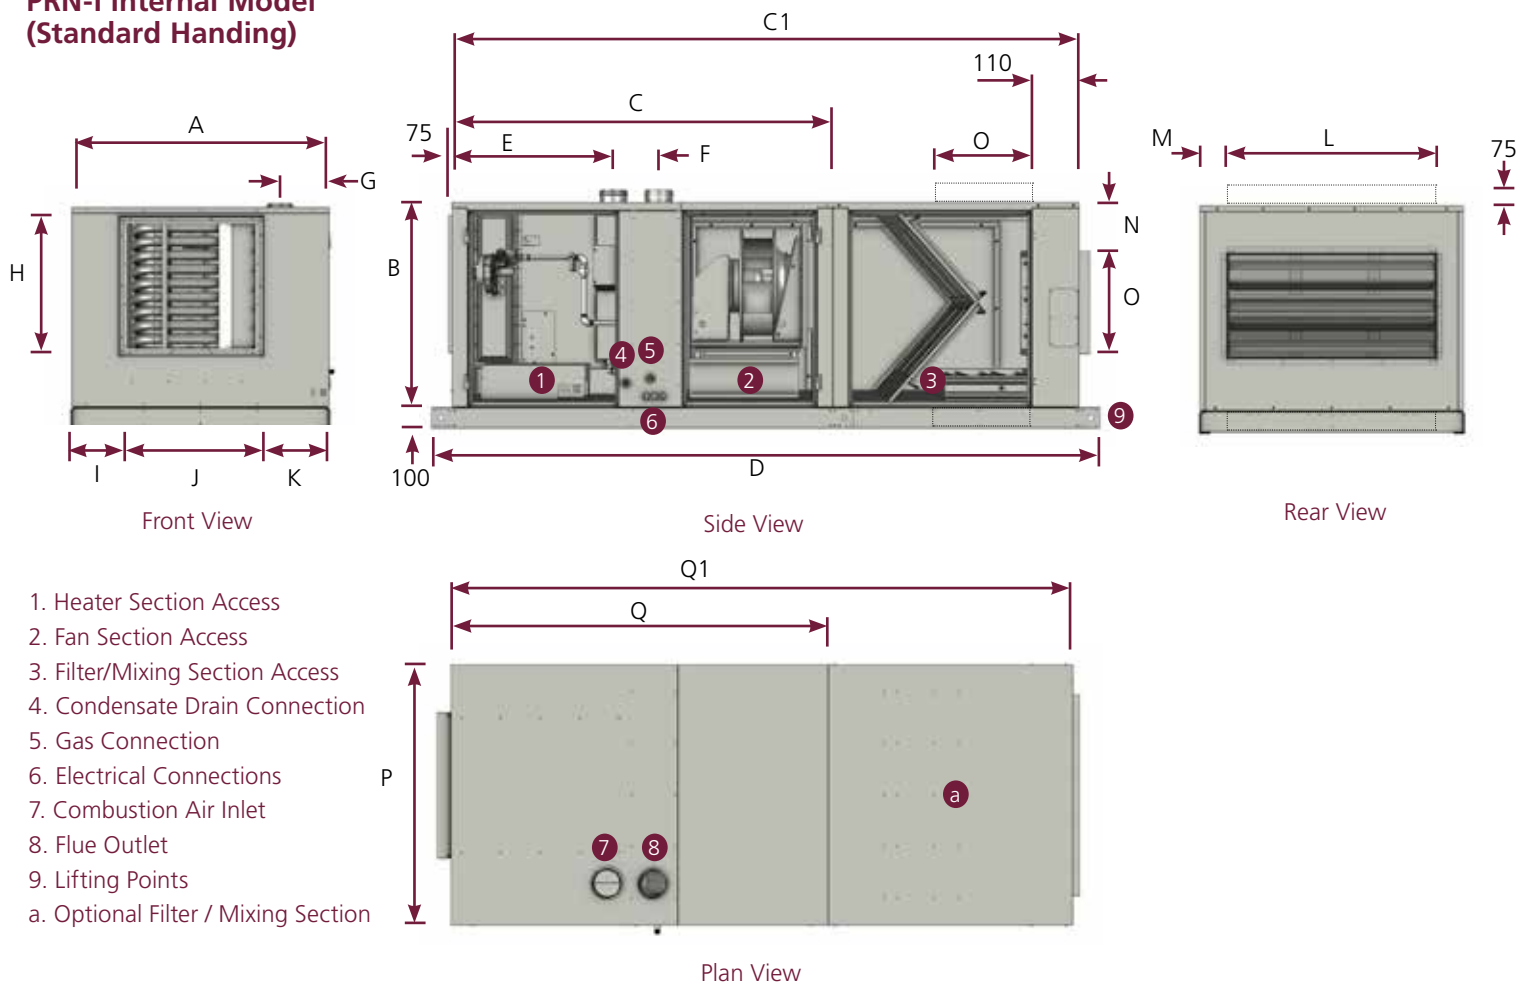 PRN-I Internal Model
(Standard Handing)
A
G
H
I
J
K
Front View
C1
110
C
75
E
F
O
N
B
O
4
5
1
2
3
6
9
100
D
Side View
M
L
75
Rear View
1. Heater Section Access
2. Fan Section Access
3. Filter/Mixing Section Access
4. Condensate Drain Connection
5. Gas Connection
6. Electrical Connections
7. Combustion Air Inlet
8. Flue Outlet
9. Lifting Points
a. Optional Filter / Mixing Section
Q1
Q
P
a
7
8
Plan View